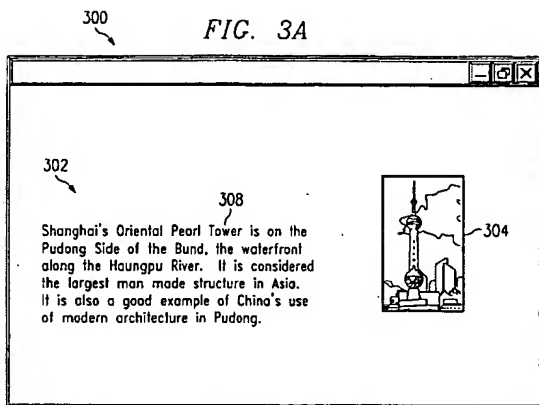 300
FIG. 3A
302
308
Shanghai's Oriental Pearl Tower is on the
Pudong Side of the Bund, the waterfront
along the Haungpu River. It is considered
the largest man made structure in Asia.
It is also a good example of China's use
of modern architecture in Pudong.
304